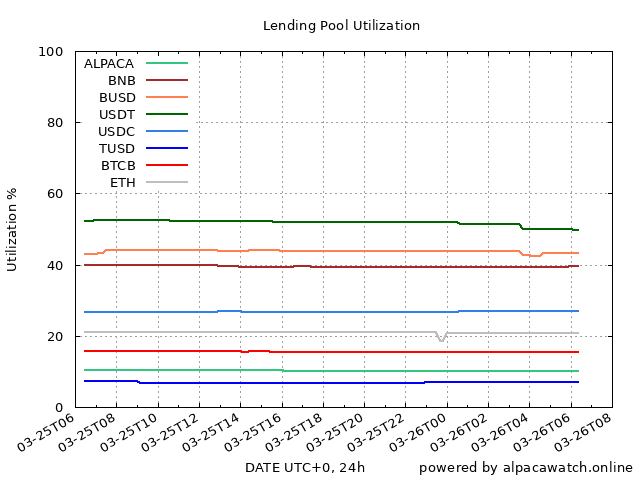 Lending Pool Utilization
100
80
60
40
20
0
Utilization %
ALPACA
BNB
BUSD
USDT
USDC
TUSD
BTCB
ETH
03-25T06
03-25T08
03-25T10
03-25T12
03-25T14
03-25T16
03-25T18
03-25T20
03-25T22
03-26T00
03-26T02
03-26T04
03-26T06
03-26T08
DATE UTC+0, 24h
powered by alpacawatch.online